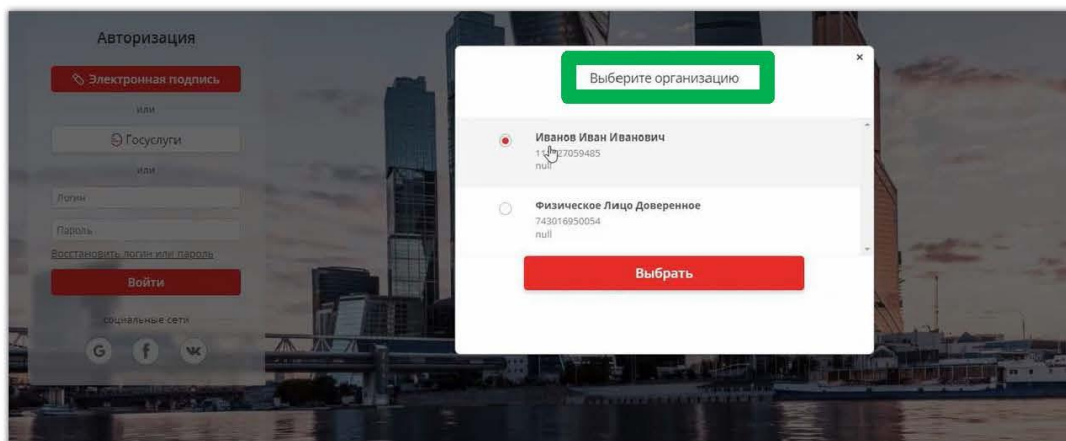 Авторизация
Электронная подпись
или
Госуслуги
или
Логин
Пароль
Восстановить логин или пароль
Войти
социальные сети
G f
×
Выберите организацию
Иванов Иван Иванович
27059485
null
Физическое Лицо Доверенное
743016950054
null
Выбрать